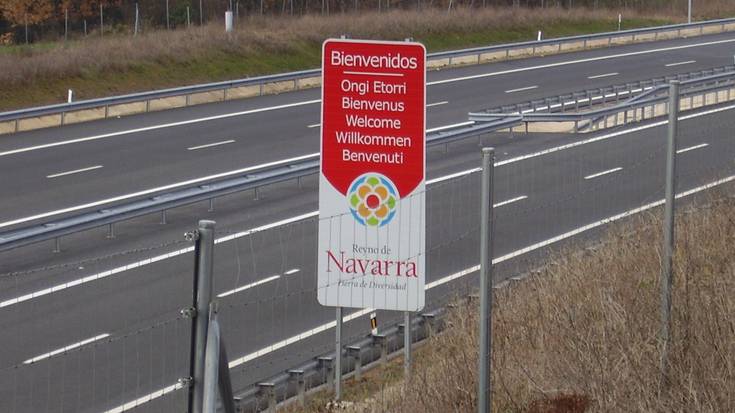 Bienvenidos
Ongi Etorri
Bienvenus
Welcome
Willkommen
Benvenuti
Reyno de
Navarra
Tierra de Diversidad